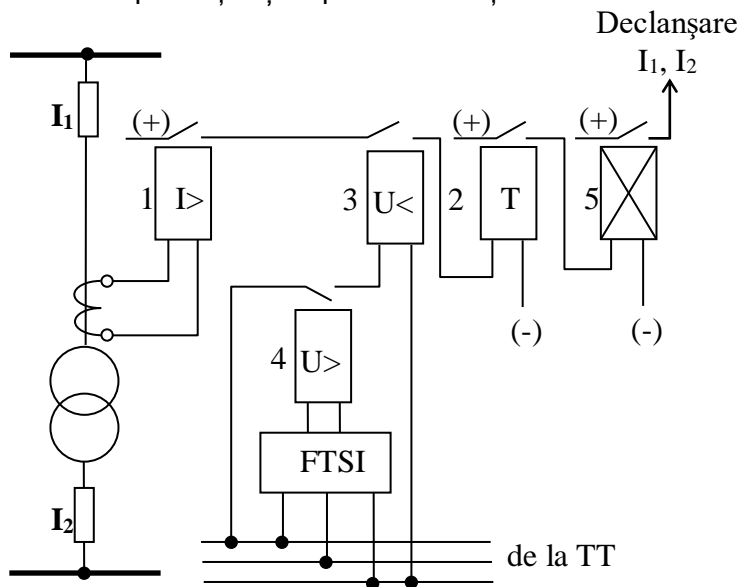 Declanşare
I₁, I₂
I₁
(+)
(+)
(+)
1
I>
3
U<
2
T
5
(-)
(-)
4
U>
FTSI
I₂
de la TT